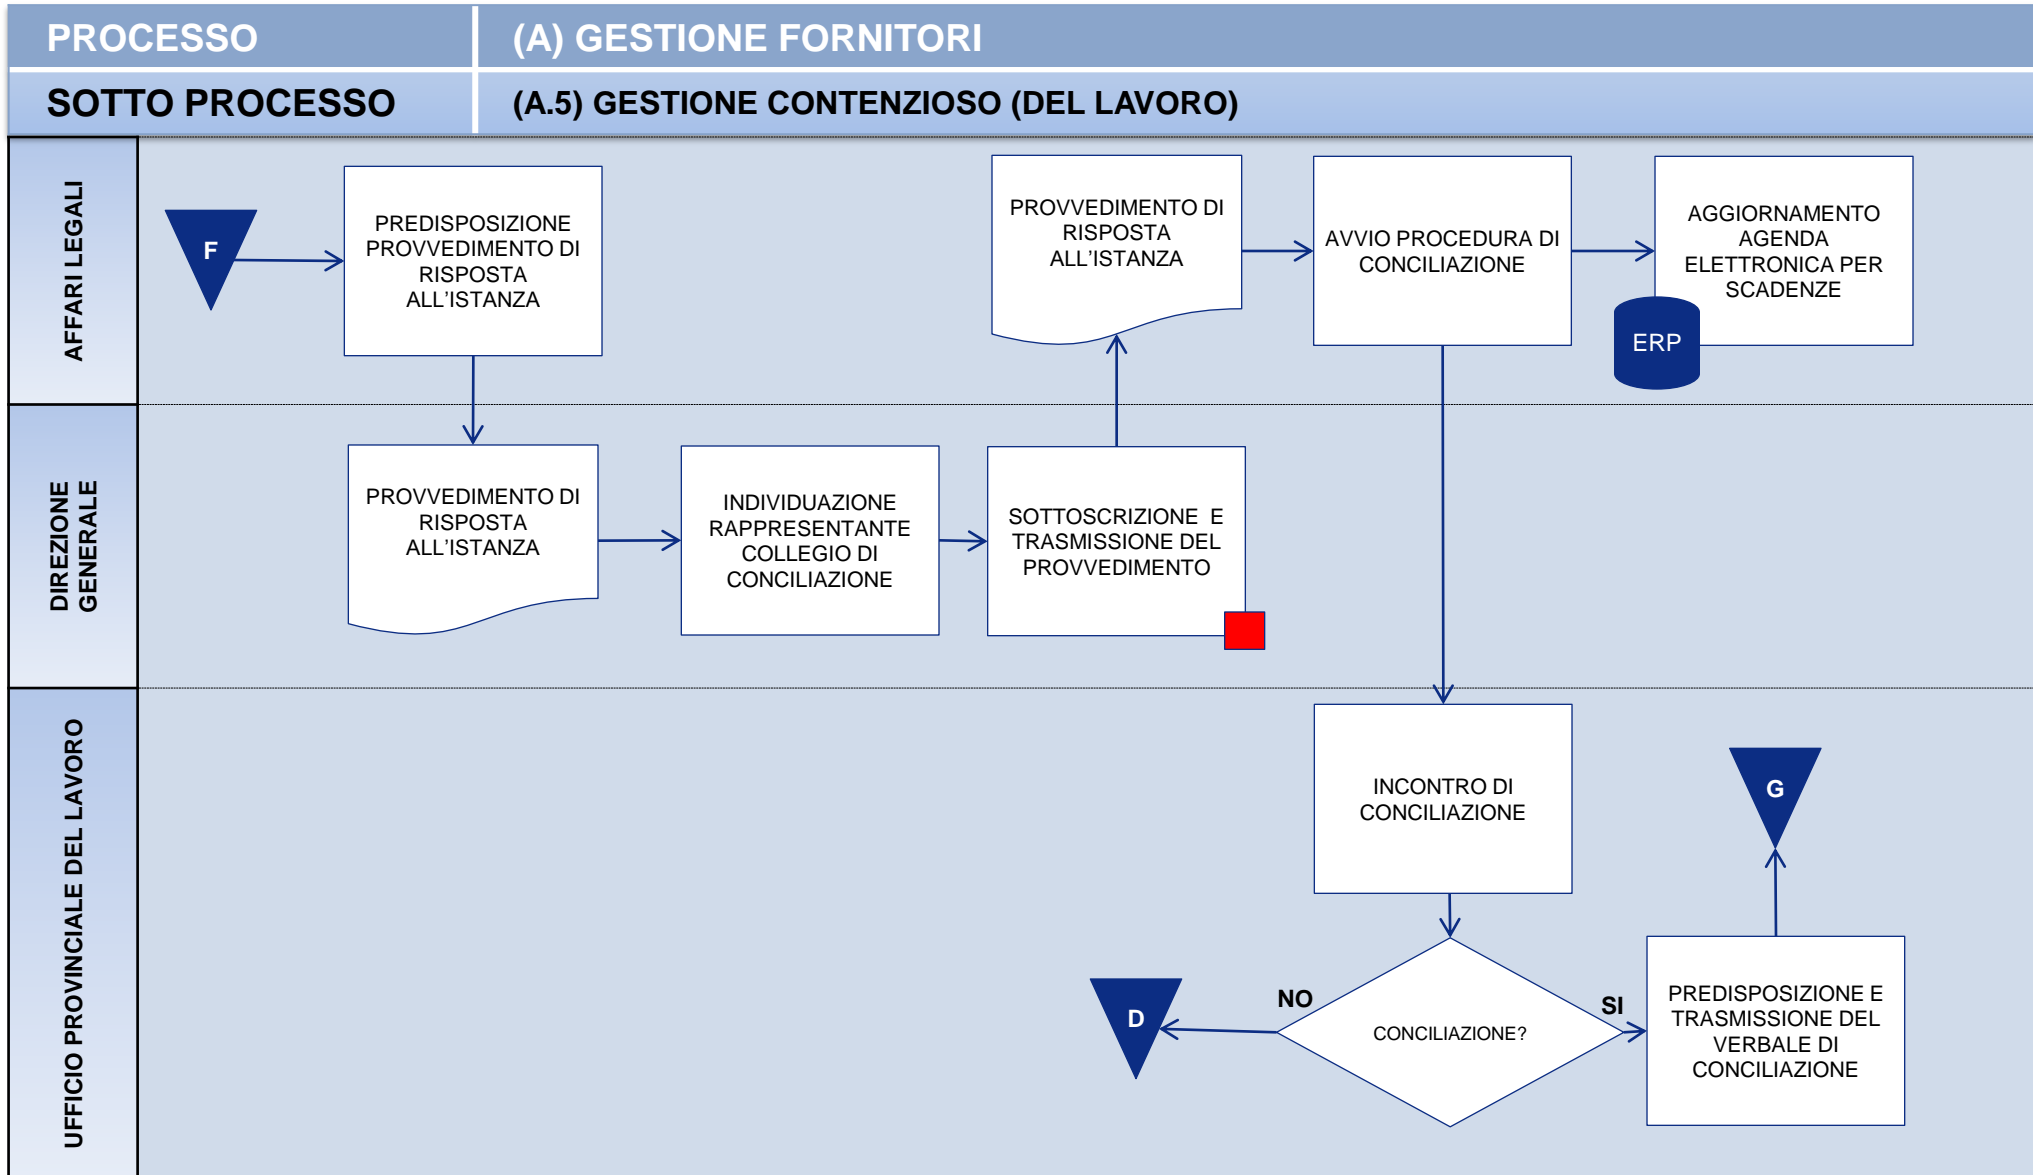 PROCESSO
(A) GESTIONE FORNITORI
SOTTO PROCESSO
(A.5) GESTIONE CONTENZIOSO (DEL LAVORO)
AFFARI LEGALI
F
PREDISPOSIZIONE
PROVVEDIMENTO DI
RISPOSTA
ALL'ISTANZA
PROVVEDIMENTO DI
RISPOSTA
ALL'ISTANZA
AVVIO PROCEDURA DI
CONCILIAZIONE
AGGIORNAMENTO
AGENDA
ELETTRONICA PER
SCADENZE
ERP
DIREZIONE
GENERALE
PROVVEDIMENTO DI
RISPOSTA
ALL'ISTANZA
INDIVIDUAZIONE
RAPPRESENTANTE
COLLEGIO DI
CONCILIAZIONE
SOTTOSCRIZIONE E
TRASMISSIONE DEL
PROVVEDIMENTO
UFFICIO PROVINCIALE DEL LAVORO
INCONTRO DI
CONCILIAZIONE
G
D
NO
CONCILIAZIONE?
SI
PREDISPOSIZIONE E
TRASMISSIONE DEL
VERBALE DI
CONCILIAZIONE